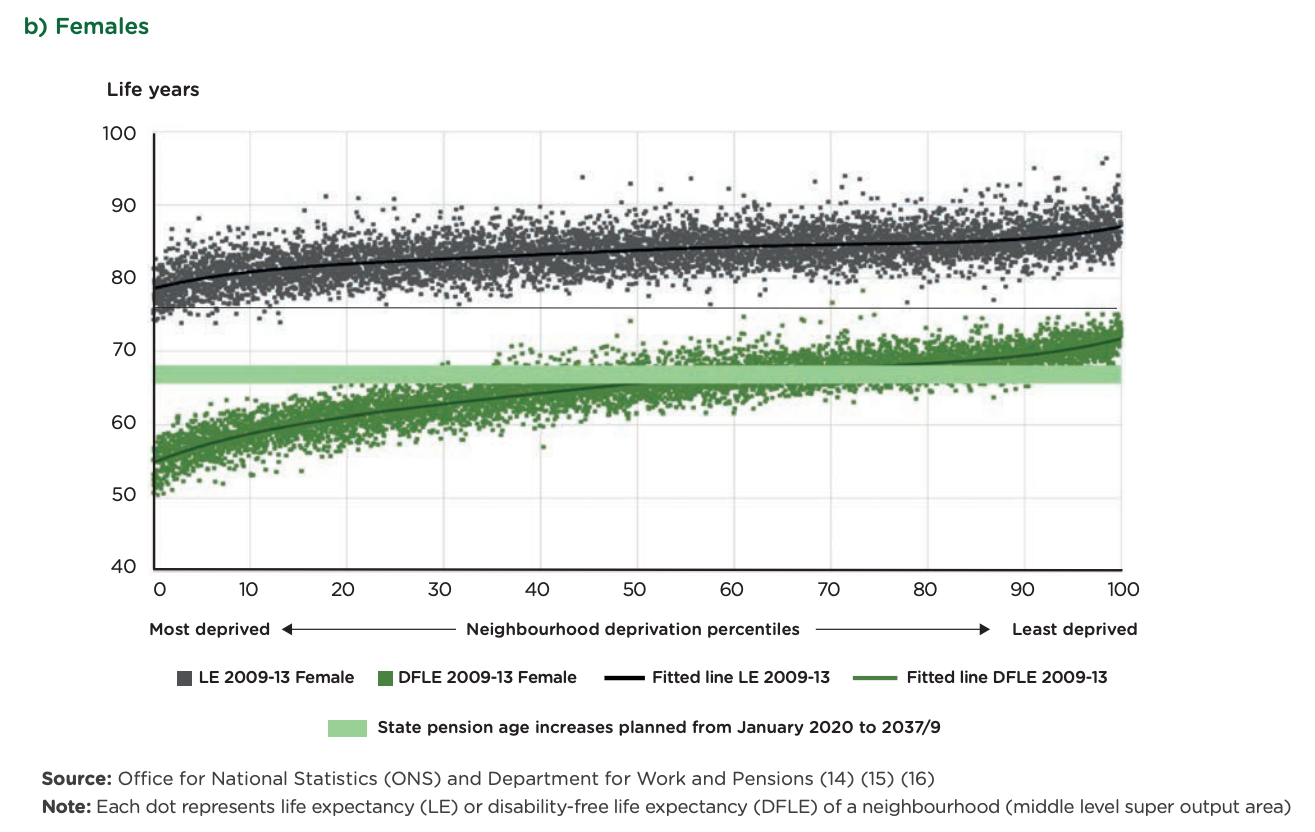 b) Females
Life years
100
90
80
70
60
50
40
0 10 20 30 40 50 60 70 80 90 100
Most deprived Neighbourhood deprivation percentiles Least deprived
LE 2009-13 Female DFLE 2009-13 Female Fitted line LE 2009-13 Fitted line DFLE 2009-13
State pension age increases planned from January 2020 to 2037/9
Source: Office for National Statistics (ONS) and Department for Work and Pensions (14) (15) (16)
Note: Each dot represents life expectancy (LE) or disability-free life expectancy (DFLE) of a neighbourhood (middle level super output area)